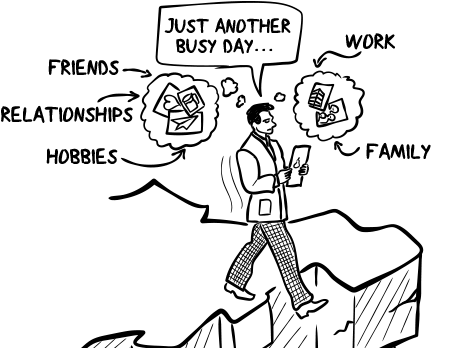 JUST ANOTHER
BUSY DAY...
WORK
FRIENDS
RELATIONSHIPS
HOBBIES
FAMILY